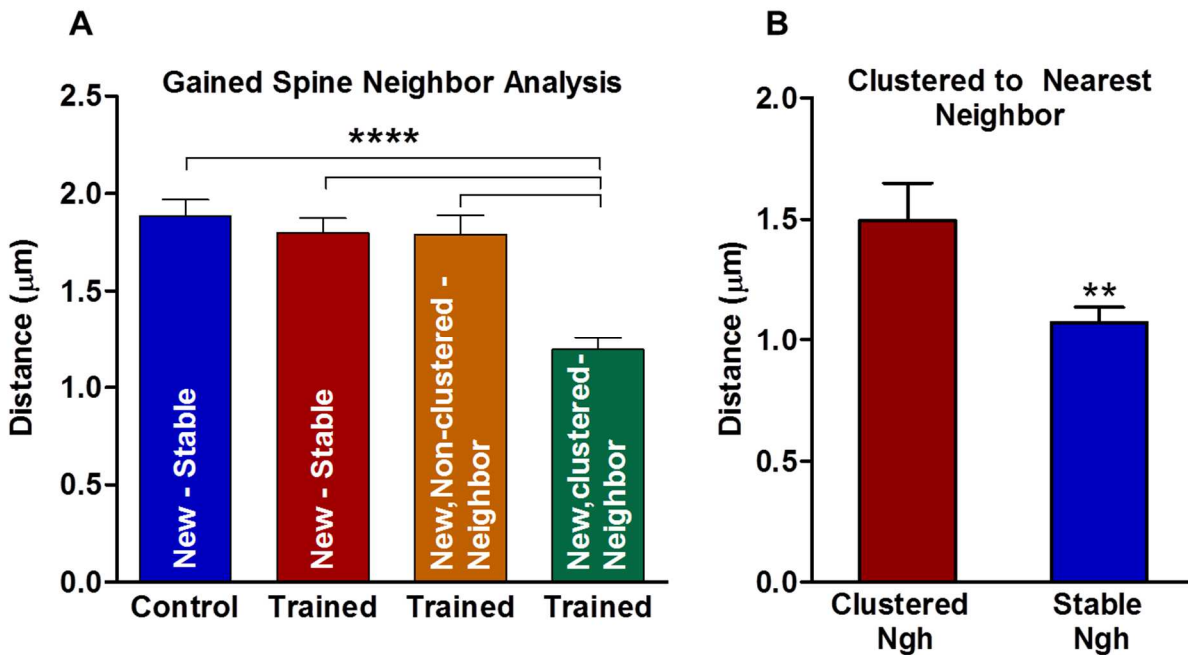 A
Gained Spine Neighbor Analysis
2.5
2.0
1.5
1.0
0.5
0.0
Distance (μm)
****
New - Stable
New - Stable
New,Non-clustered -
Neighbor
New,clustered-
Neighbor
Control
Trained
Trained
Trained
B
Clustered to Nearest
Neighbor
2.0
1.5
1.0
0.5
0.0
Distance (μm)
**
Clustered
Ngh
Stable
Ngh